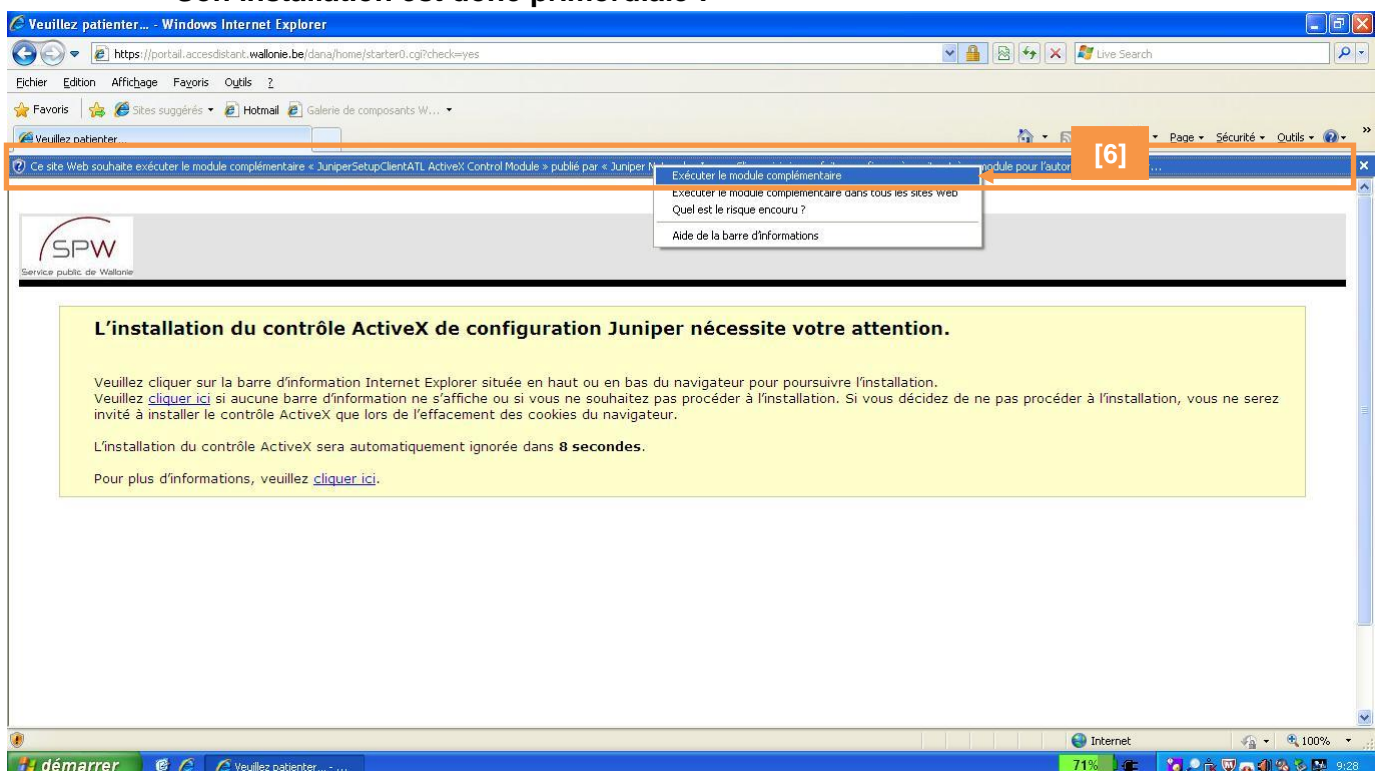 Veuillez patienter... - Windows Internet Explorer
https://portail.accesdistant.wallonie.be/dana/home/starter0.cgi?check=yes
Live Search
Fichier Edition Affichage Favoris Outils ?
Favoris Sites suggérés Hotmail Galerie de composants W...
Veuillez patienter...
Page Sécurité Outils »
[6]
Ce site Web souhaite exécuter le module complémentaire « JuniperSetupClientATL ActiveX Control Module » publié par « Juniper
module pour l'autor
Exécuter le module complémentaire
Exécuter le module complémentaire dans tous les sites Web
Quel est le risque encouru ?
Aide de la barre d'informations
SPW
Service public de Wallonie
L'installation du contrôle ActiveX de configuration Juniper nécessite votre attention.
Veuillez cliquer sur la barre d'information Internet Explorer située en haut ou en bas du navigateur pour poursuivre l'installation.
Veuillez cliquer ici si aucune barre d'information ne s'affiche ou si vous ne souhaitez pas procéder à l'installation. Si vous décidez de ne pas procéder à l'installation, vous ne serez
invité à installer le contrôle ActiveX que lors de l'effacement des cookies du navigateur.
L'installation du contrôle ActiveX sera automatiquement ignorée dans 8 secondes.
Pour plus d'informations, veuillez cliquer ici.
Internet 100%
démarrer Veuillez patienter... - ... 71% 9:28